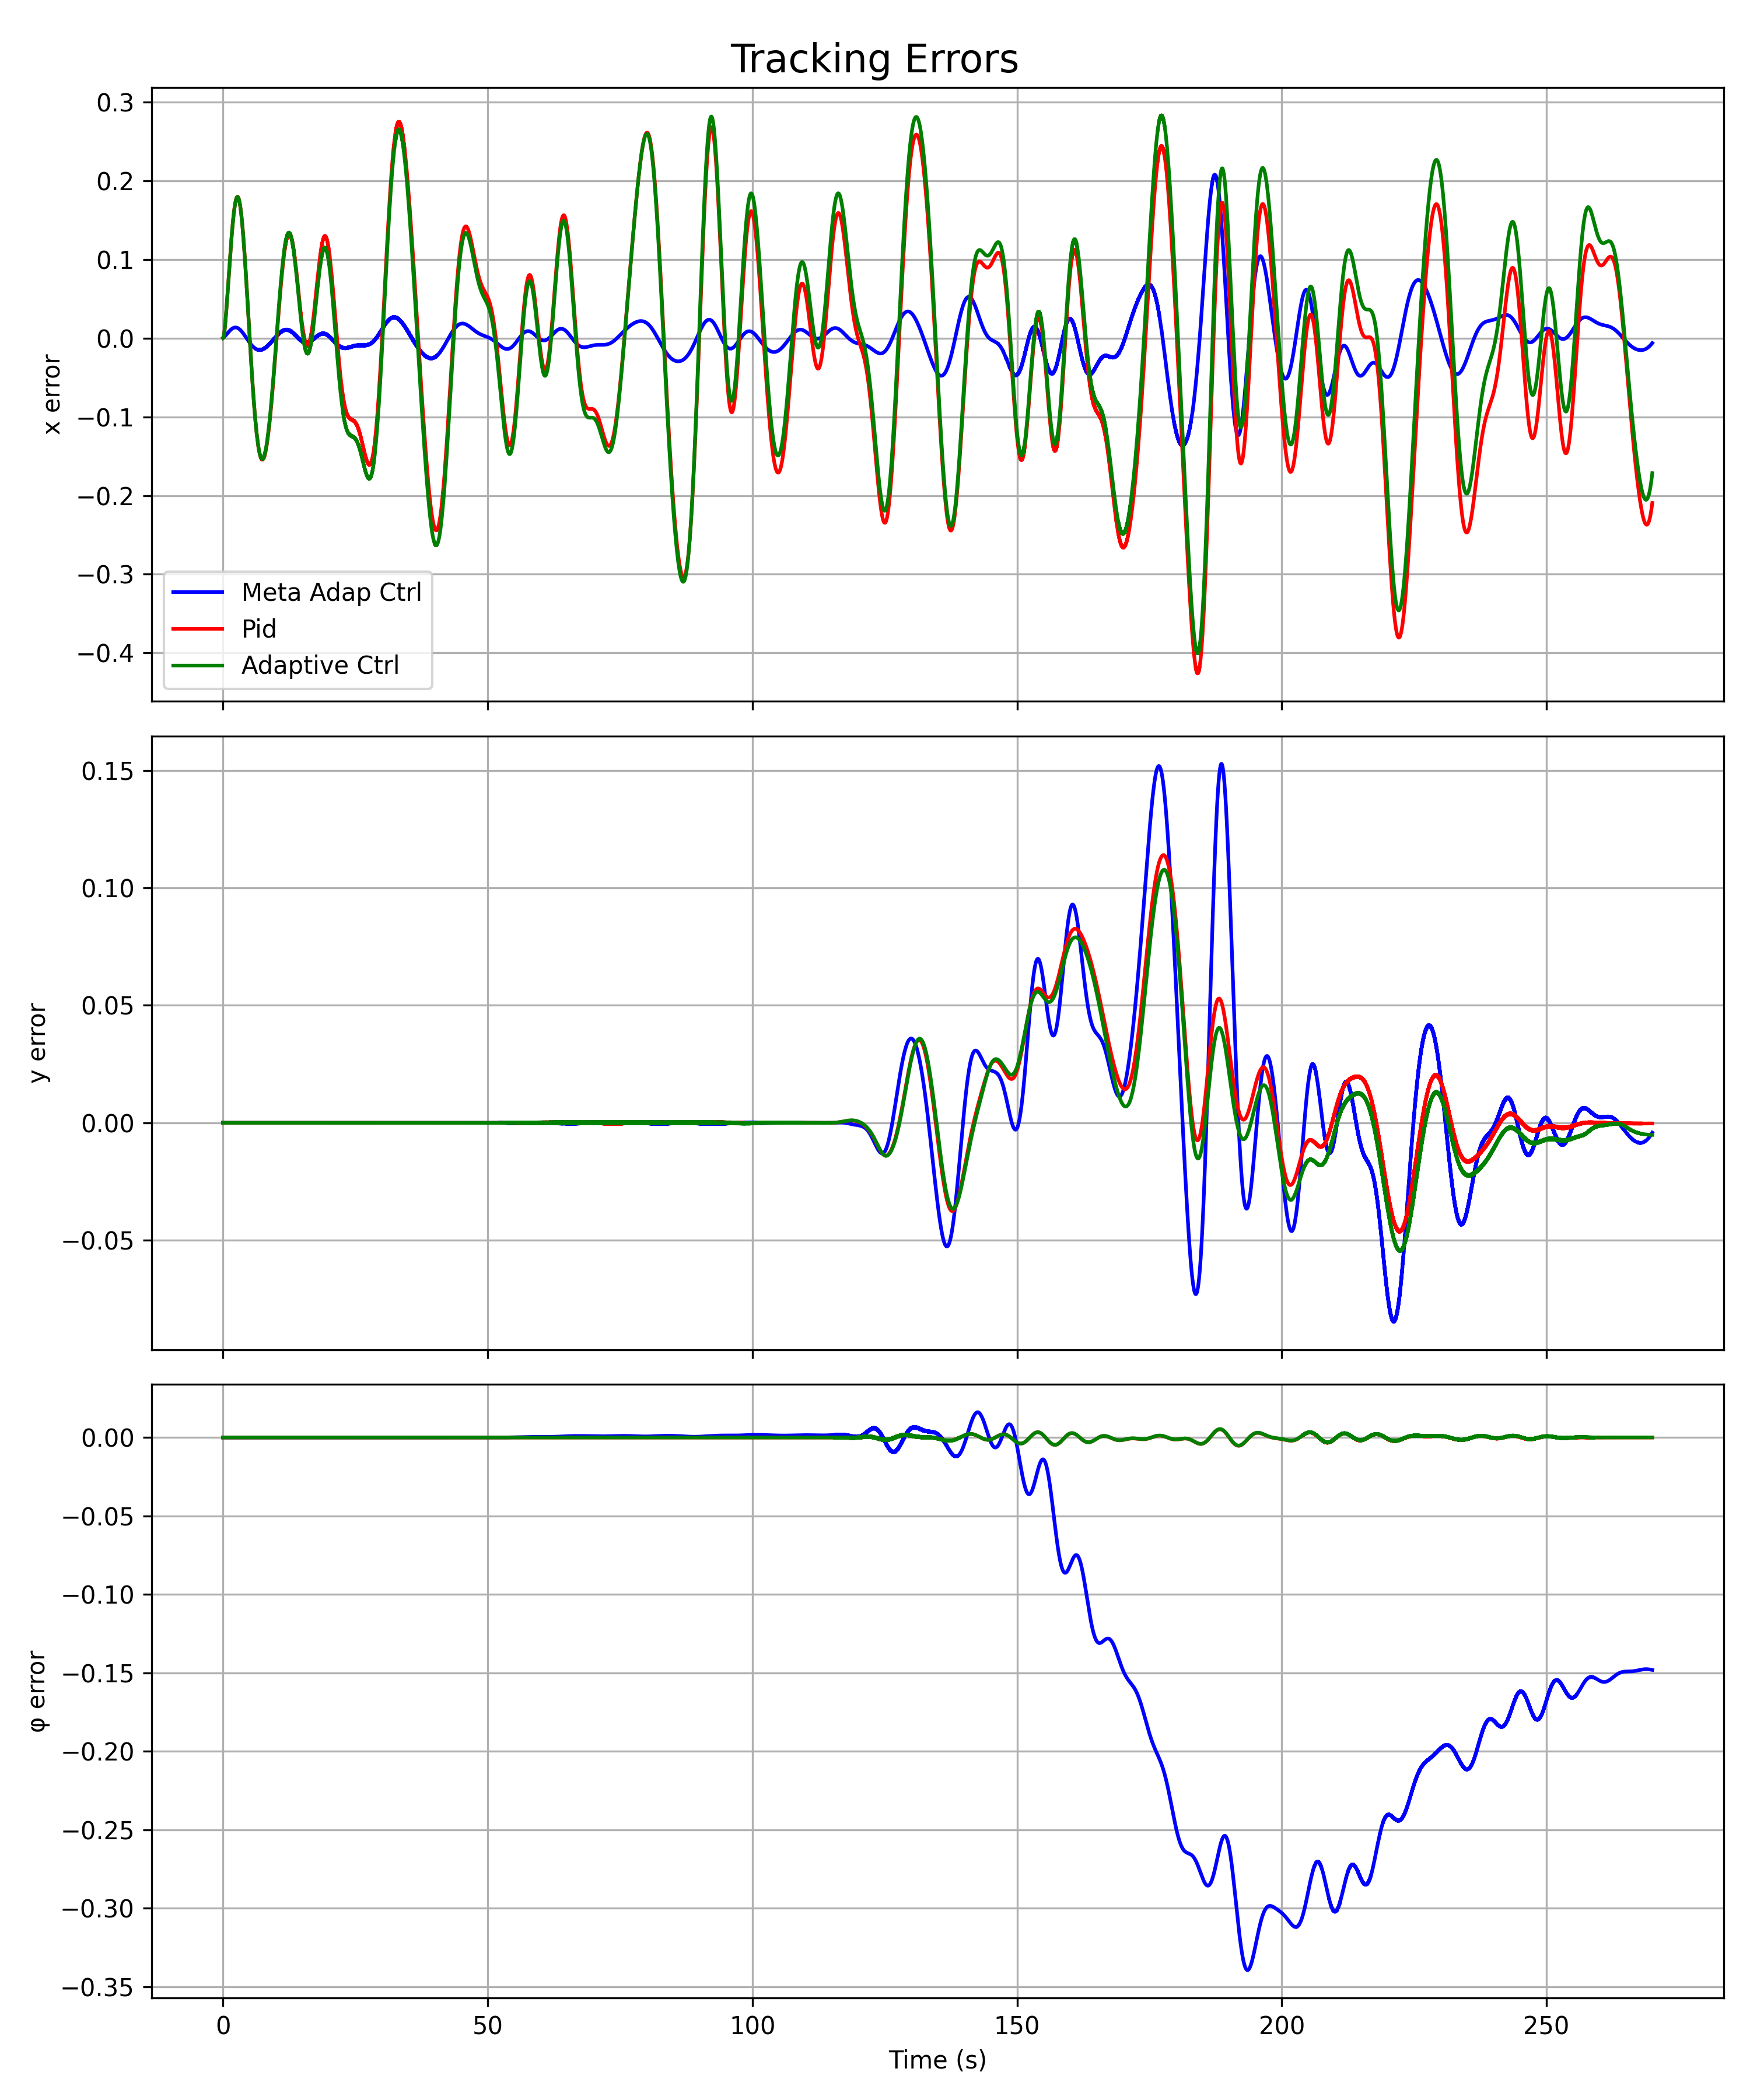 Tracking Errors
0.3
0.2
0.1
0.0
−0.1
−0.2
−0.3
−0.4
x error
Meta Adap Ctrl
Pid
Adaptive Ctrl
0.15
0.10
0.05
0.00
−0.05
y error
0.00
−0.05
−0.10
−0.15
−0.20
−0.25
−0.30
−0.35
φ error
0 50 100 150 200 250
Time (s)